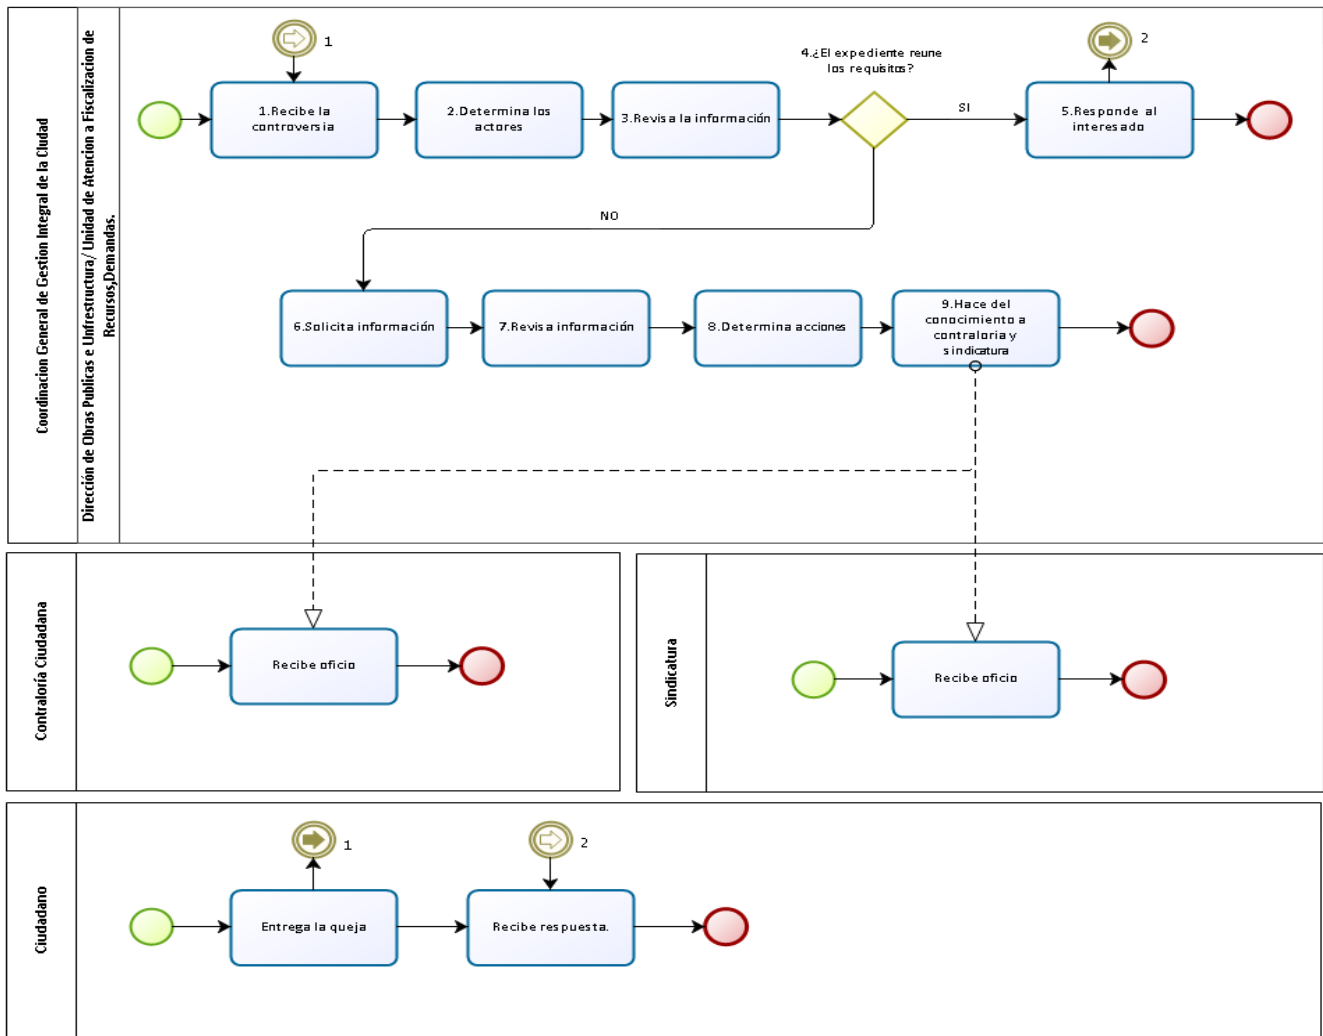 Coordinacion General de Gestion Integral de la Ciudad
Dirección de Obras Publicas e Unfrestructura/ Unidad de Atencion a Fiscalizacion de
Recursos,Demandas.
1
1.Recibe la
controversia
2.Determina los
actores
3.Revisa la información
4.¿El expediente reune
los requisitos?
SI
2
5.Responde al
interesado
NO
6.Solicita información
7.Revisa información
8.Determina acciones
9.Hace del
conocimiento a
contraloria y
sindicatura
Contraloría Ciudadana
Recibe oficio
Sindicatura
Recibe oficio
Ciudadano
1
Entrega la queja
2
Recibe respuesta.